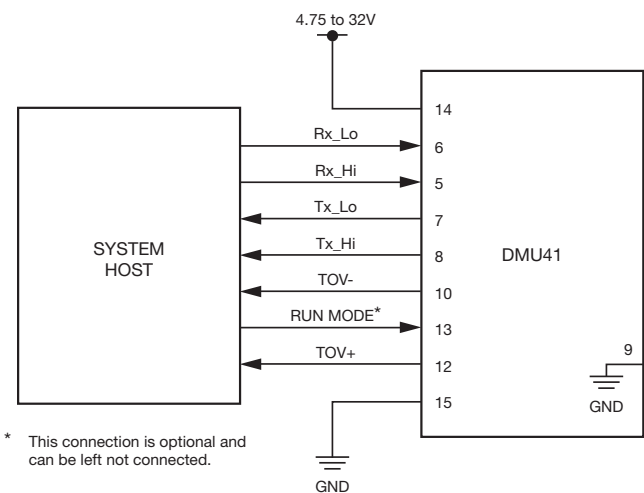 4.75 to 32V
14
Rx_Lo
6
Rx_Hi
5
Tx_Lo
7
SYSTEM
HOST
Tx_Hi
8
DMU41
TOV-
10
RUN MODE*
13
9
TOV+
12
GND
15
* This connection is optional and
can be left not connected.
GND